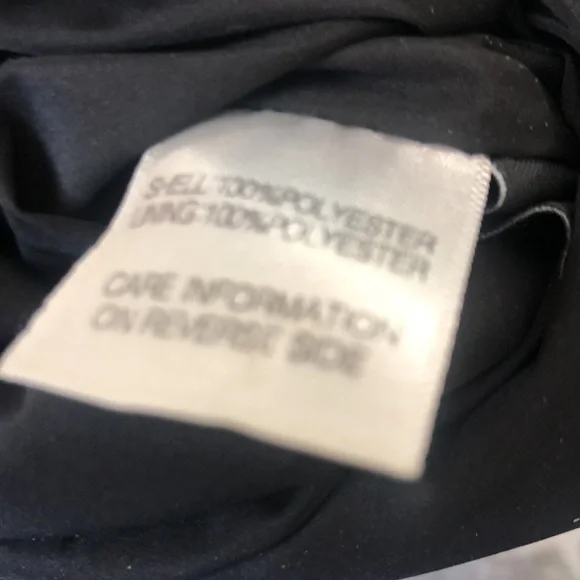 SHELL 100%POLYESTER
LINING 100%POLYESTER
CARE INFORMATION
ON REVERSE SIDE